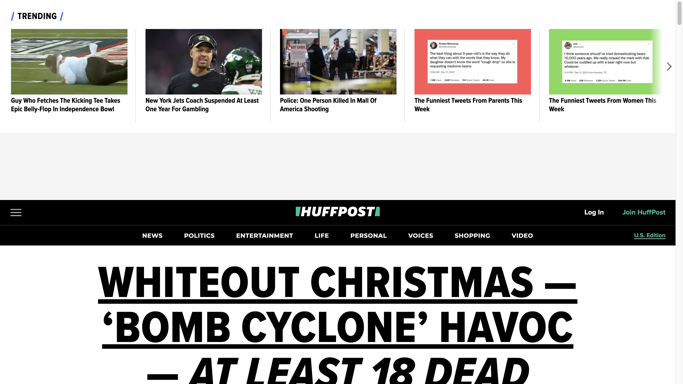 / TRENDING /
Guy Who Fetches The Kicking Tee Takes
Epic Belly-Flop In Independence Bowl
New York Jets Coach Suspended At Least
One Year For Gambling
Police: One Person Killed In Mall Of
America Shooting
The Funniest Tweets From Parents This
Week
The Funniest Tweets From Women This
Week
HUFFPOST
Log In
Join HuffPost
NEWS POLITICS ENTERTAINMENT LIFE PERSONAL VOICES SHOPPING VIDEO
U.S. Edition
WHITEOUT CHRISTMAS —
‘BOMB CYCLONE’ HAVOC
— AT LEAST 18 DEAD